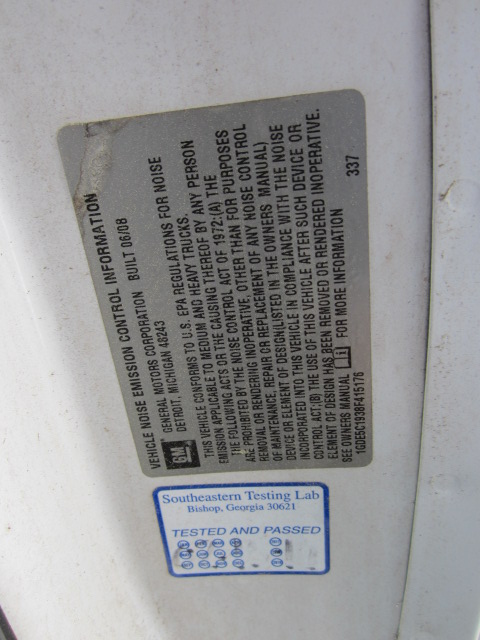 VEHICLE NOISE EMISSION CONTROL INFORMATION
GENERAL MOTORS CORPORATION BUILT 06/08
GM DETROIT, MICHIGAN 48243
THIS VEHICLE CONFORMS TO U.S. EPA REGULATIONS FOR NOISE
EMISSION APPLICABLE TO MEDIUM AND HEAVY TRUCKS.
THE FOLLOWING ACTS OR THE CAUSING THEREOF BY ANY PERSON
ARE PROHIBITED BY THE NOISE CONTROL ACT OF 1972:(A) THE
REMOVAL OR RENDERING INOPERATIVE, OTHER THAN FOR PURPOSES
OF MAINTENANCE, REPAIR OR REPLACEMENT OF ANY NOISE CONTROL
DEVICE OR ELEMENT OF DESIGN(LISTED IN THE OWNERS MANUAL)
INCORPORATED INTO THIS VEHICLE IN COMPLIANCE WITH THE NOISE
CONTROL ACT;(B) THE USE OF THIS VEHICLE AFTER SUCH DEVICE OR
ELEMENT OF DESIGN HAS BEEN REMOVED OR RENDERED INOPERATIVE.
SEE OWNERS MANUAL FOR MORE INFORMATION
1GDE5C1938F415176 337
Southeastern Testing Lab
Bishop, Georgia 30621
TESTED AND PASSED